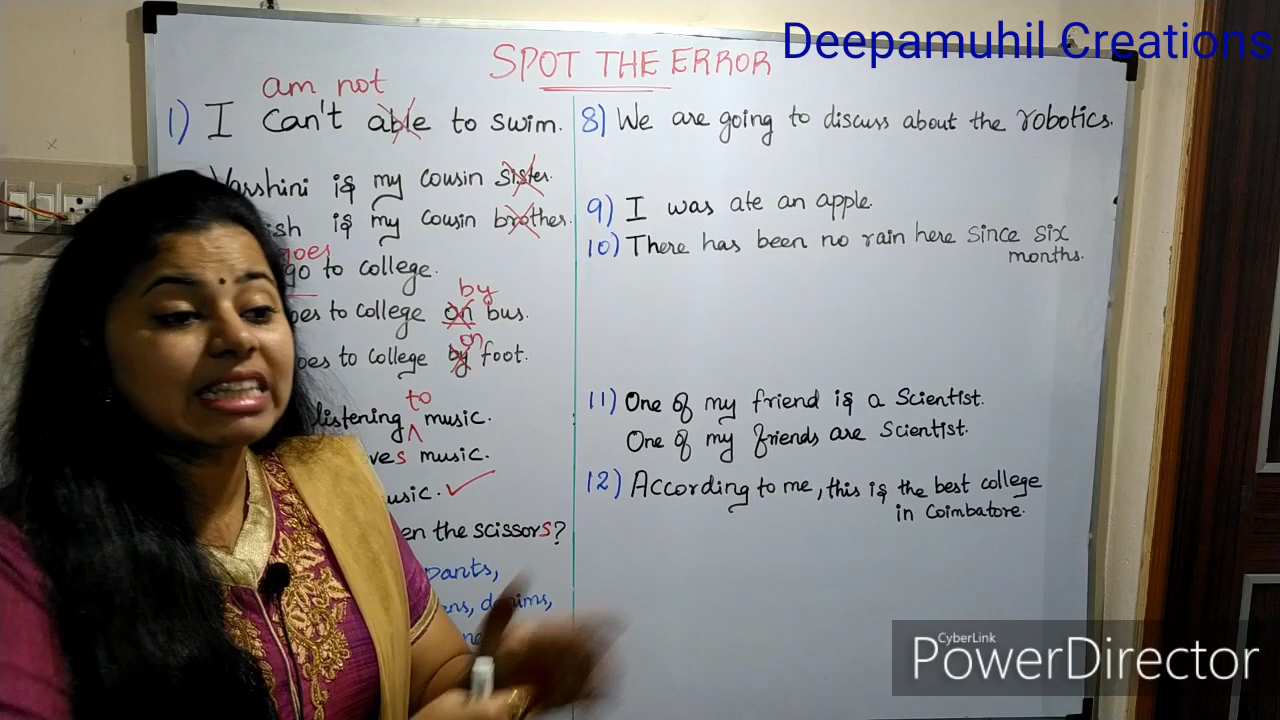 Deepamuhil Creations
SPOT THE ERROR
am not
1) I can't able to swim.
Varshini is my cousin sister.
ish is my cousin brother.
goes
go to college.
by
oes to college on bus.
on
oes to college by foot.
to
listening music.
ves music.
usic.
en the scissors?
pants,
ens, denims,
8) We are going to discuss about the robotics.
9) I was ate an apple.
10) There has been no rain here since six
months.
11) One of my friend is a Scientist.
One of my friends are Scientist.
12) According to me, this is the best college
in Coimbatore.
CyberLink
PowerDirector